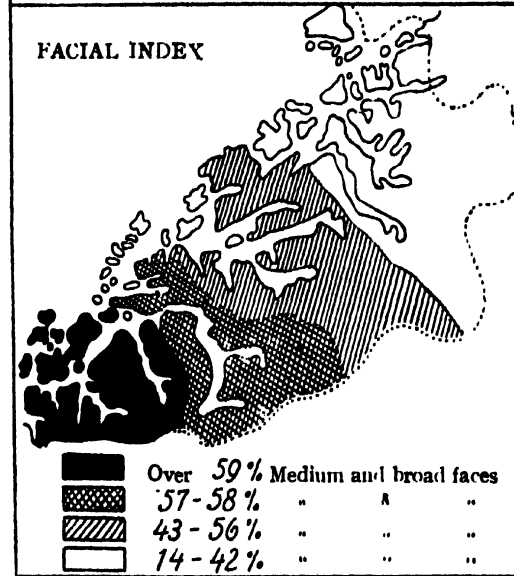 FACIAL INDEX
Over 59% Medium and broad faces
57-58% " " "
43-56% " " "
14-42% " " "